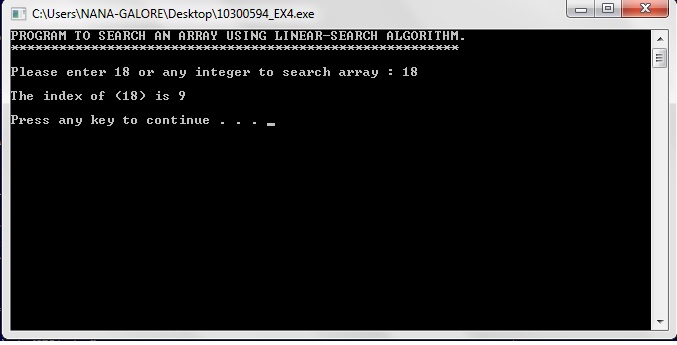 C:\Users\NANA-GALORE\Desktop\10300594_EX4.exe
PROGRAM TO SEARCH AN ARRAY USING LINEAR-SEARCH ALGORITHM.
********************************************************
Please enter 18 or any integer to search array : 18
The index of (18) is 9
Press any key to continue . . . _